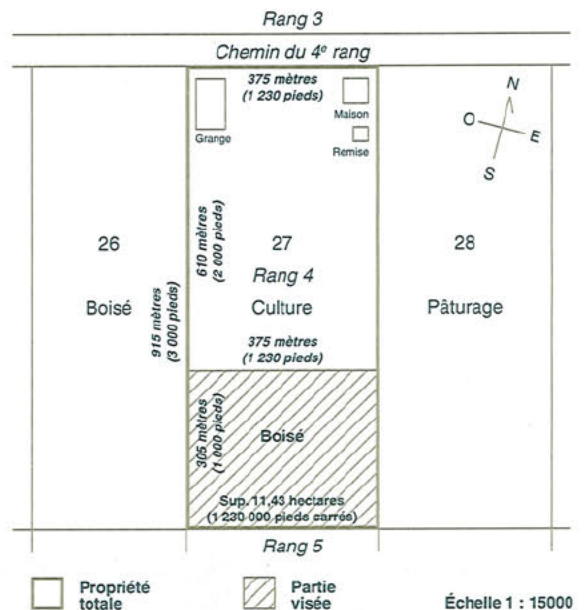 Rang 3
Chemin du 4e rang
375 mètres
(1 230 pieds)
Grange
Maison
Remise
N
O
E
S
610 mètres
(2 000 pieds)
26
27
28
Rang 4
Boisé
Culture
Pâturage
915 mètres
(3 000 pieds)
375 mètres
(1 230 pieds)
305 mètres
(1 000 pieds)
Boisé
Sup. 11,43 hectares
(1 230 000 pieds carrés)
Rang 5
Propriété
totale
Partie
visée
Échelle 1 : 15000